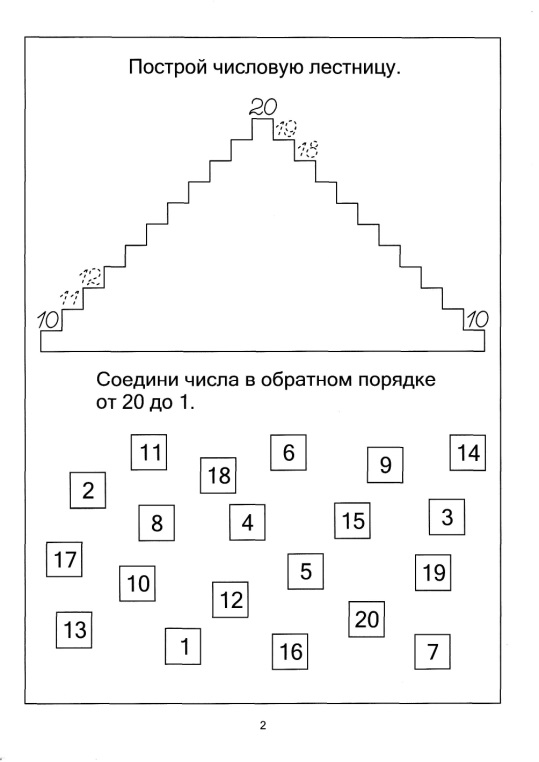 Построй числовую лестницу.
20
19
18
12
11
10 10
Соедини числа в обратном порядке
от 20 до 1.
11 6 14
18 9
2
8 4 15 3
17 5 19
10 12
13 20
1 16 7
2